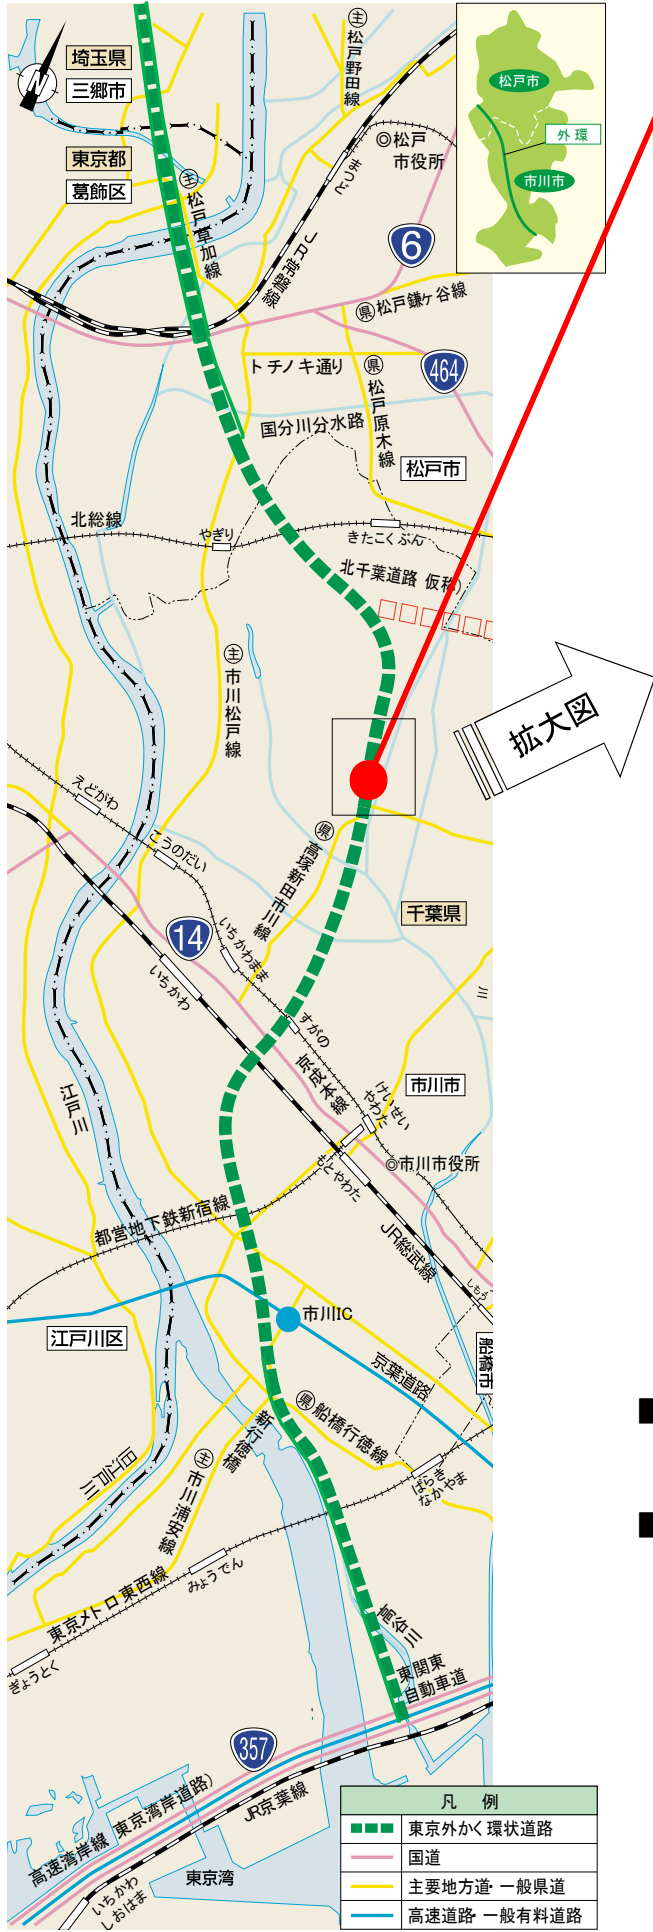 埼玉県
三郷市
N
東京都
葛飾区
主 松戸野田線
◎松戸
市役所
まつど
松戸市
外環
市川市
主 松戸草加線
JR常磐線
6
県 松戸鎌ヶ谷線
トチノキ通り
県 松戸原木線
464
国分川分水路
松戸市
北総線
やぎり
きたこくぶん
北千葉道路 仮称)
主 市川松戸線
拡大図
えどがわ
こうのだい
県 高塚新田市川線
千葉県
14
いちかわまま
いちかわ
川
すがの
京成本線
江戸川
けいせい
やわた
市川市
もとやわた
◎市川市役所
都営地下鉄新宿線
JR総武線
しもう
市川IC
江戸川区
船橋市
京葉道路
県 船橋行徳線
新行徳橋
旧江戸川
主 市川浦安線
ばらき
なかやま
みょうでん
東京メトロ東西線
ぎょうとく
高谷川
東関東
自動車道
357
高速湾岸線
東京湾岸道路)
JR京葉線
東京湾
いちかわ
しおはま
凡 例
東京外かく環状道路
国道
主要地方道・一般県道
高速道路・一般有料道路